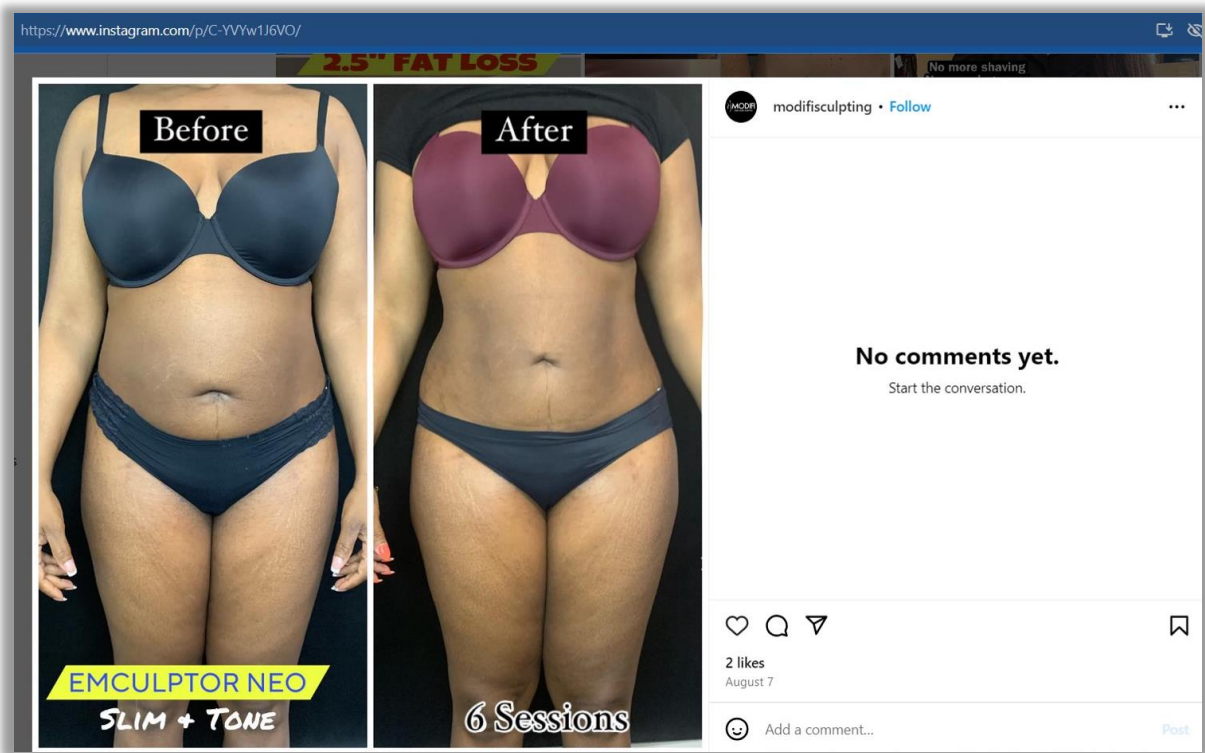 https://www.instagram.com/p/C-YVYw1J6VO/
2.5" FAT LOSS
No more shaving
Before
After
MODIFI
modifisculpting • Follow
No comments yet.
Start the conversation.
2 likes
August 7
EMCULPTOR NEO
SLIM + TONE
6 Sessions
Add a comment...
Post